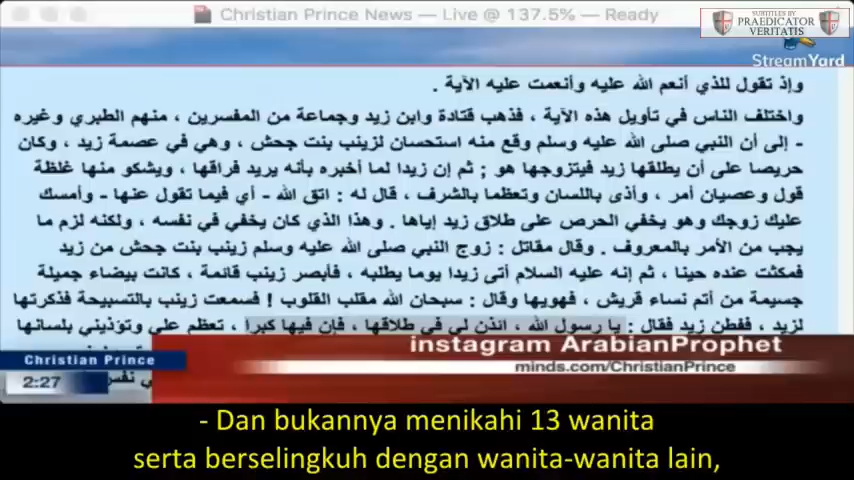 Christian Prince News — Live @ 137.5% — Ready
SUBTITLES BY
PRAEDICATOR
VERITATIS
StreamYard
وإذ تقول للذي أنعم الله عليه وأنعمت عليه الآية .
واختلف الناس في تأويل هذه الآية ، فذهب قتادة وابن زيد وجماعة من المفسرين ، منهم الطبري وغيره
- إلى أن النبي صلى الله عليه وسلم وقع منه استحسان لزينب بنت جحش ، وهي في عصمة زيد ، وكان
حريصا على أن يطلقها زيد فيتزوجها هو ; ثم إن زيدا لما أخبره بأنه يريد فراقها ، ويشكو منها غلظة
قول وعصيان أمر ، وأذى باللسان وتعظما بالشرف ، قال له : اتق الله - أي فيما تقول عنها - وأمسك
عليك زوجك وهو يخفي الحرص على طلاق زيد إياها . وهذا الذي كان يخفي في نفسه ، ولكنه لزم ما
يجب من الأمر بالمعروف . وقال مقاتل : زوج النبي صلى الله عليه وسلم زينب بنت جحش من زيد
فمكثت عنده حينا ، ثم إنه عليه السلام أتى زيدا يوما يطلبه ، فأبصر زينب قائمة ، كانت بيضاء جميلة
جسيمة من أتم نساء قريش ، فهويها وقال : سبحان الله مقلب القلوب ! فسمعت زينب بالتسبيحة فذكرتها
لزيد ، ففطن زيد فقال : يا رسول الله ، ائذن لي في طلاقها ، فإن فيها كبرا ، تعظم علي وتؤذيني بلسانها
instagram ArabianProphet
Christian Prince
minds.com/ChristianPrince
2:27
- Dan bukannya menikahi 13 wanita
serta berselingkuh dengan wanita-wanita lain,